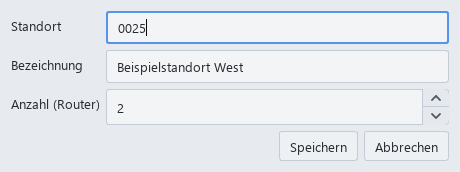 Standort 0025
Bezeichnung Beispielstandort West
Anzahl (Router) 2
Speichern Abbrechen